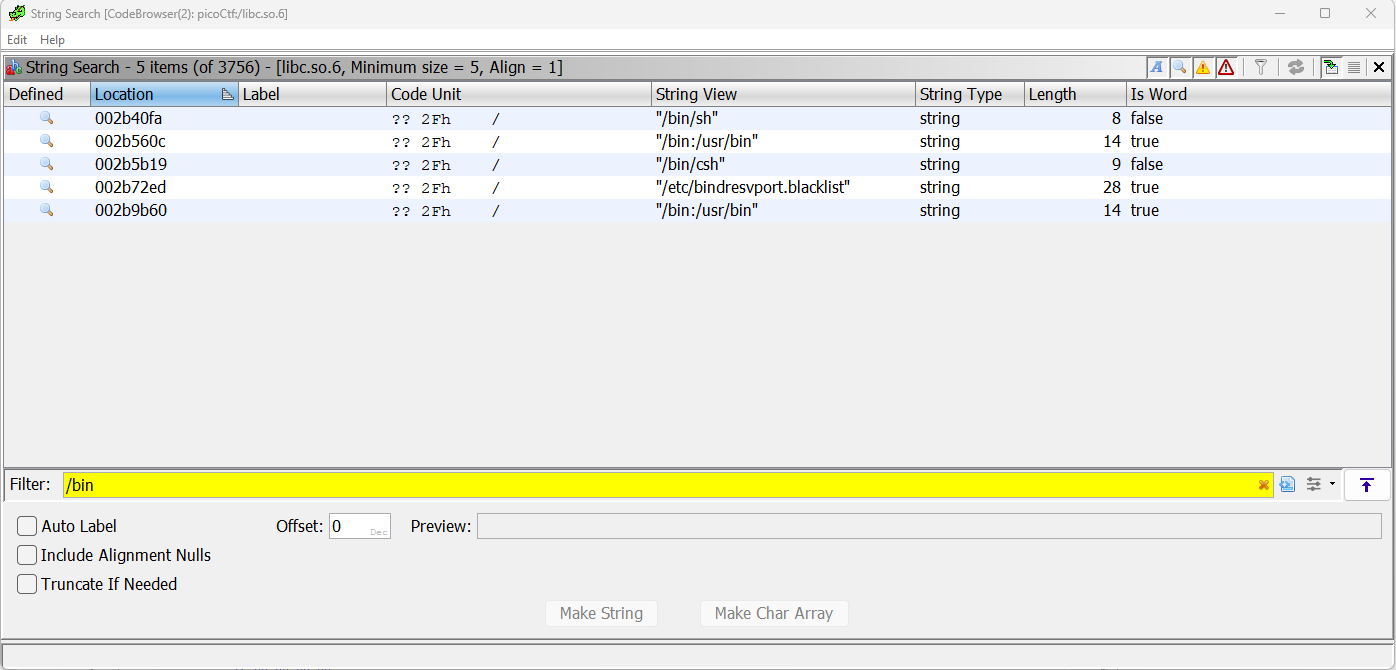 String Search [CodeBrowser(2): picoCtf:/libc.so.6]
Edit Help
String Search - 5 items (of 3756) - [libc.so.6, Minimum size = 5, Align = 1]
Defined Location Label Code Unit String View String Type Length Is Word
002b40fa ?? 2Fh / "/bin/sh" string 8 false
002b560c ?? 2Fh / "/bin:/usr/bin" string 14 true
002b5b19 ?? 2Fh / "/bin/csh" string 9 false
002b72ed ?? 2Fh / "/etc/bindresvport.blacklist" string 28 true
002b9b60 ?? 2Fh / "/bin:/usr/bin" string 14 true
Filter: /bin
Auto Label Offset: 0 Dec Preview:
Include Alignment Nulls
Truncate If Needed
Make String Make Char Array